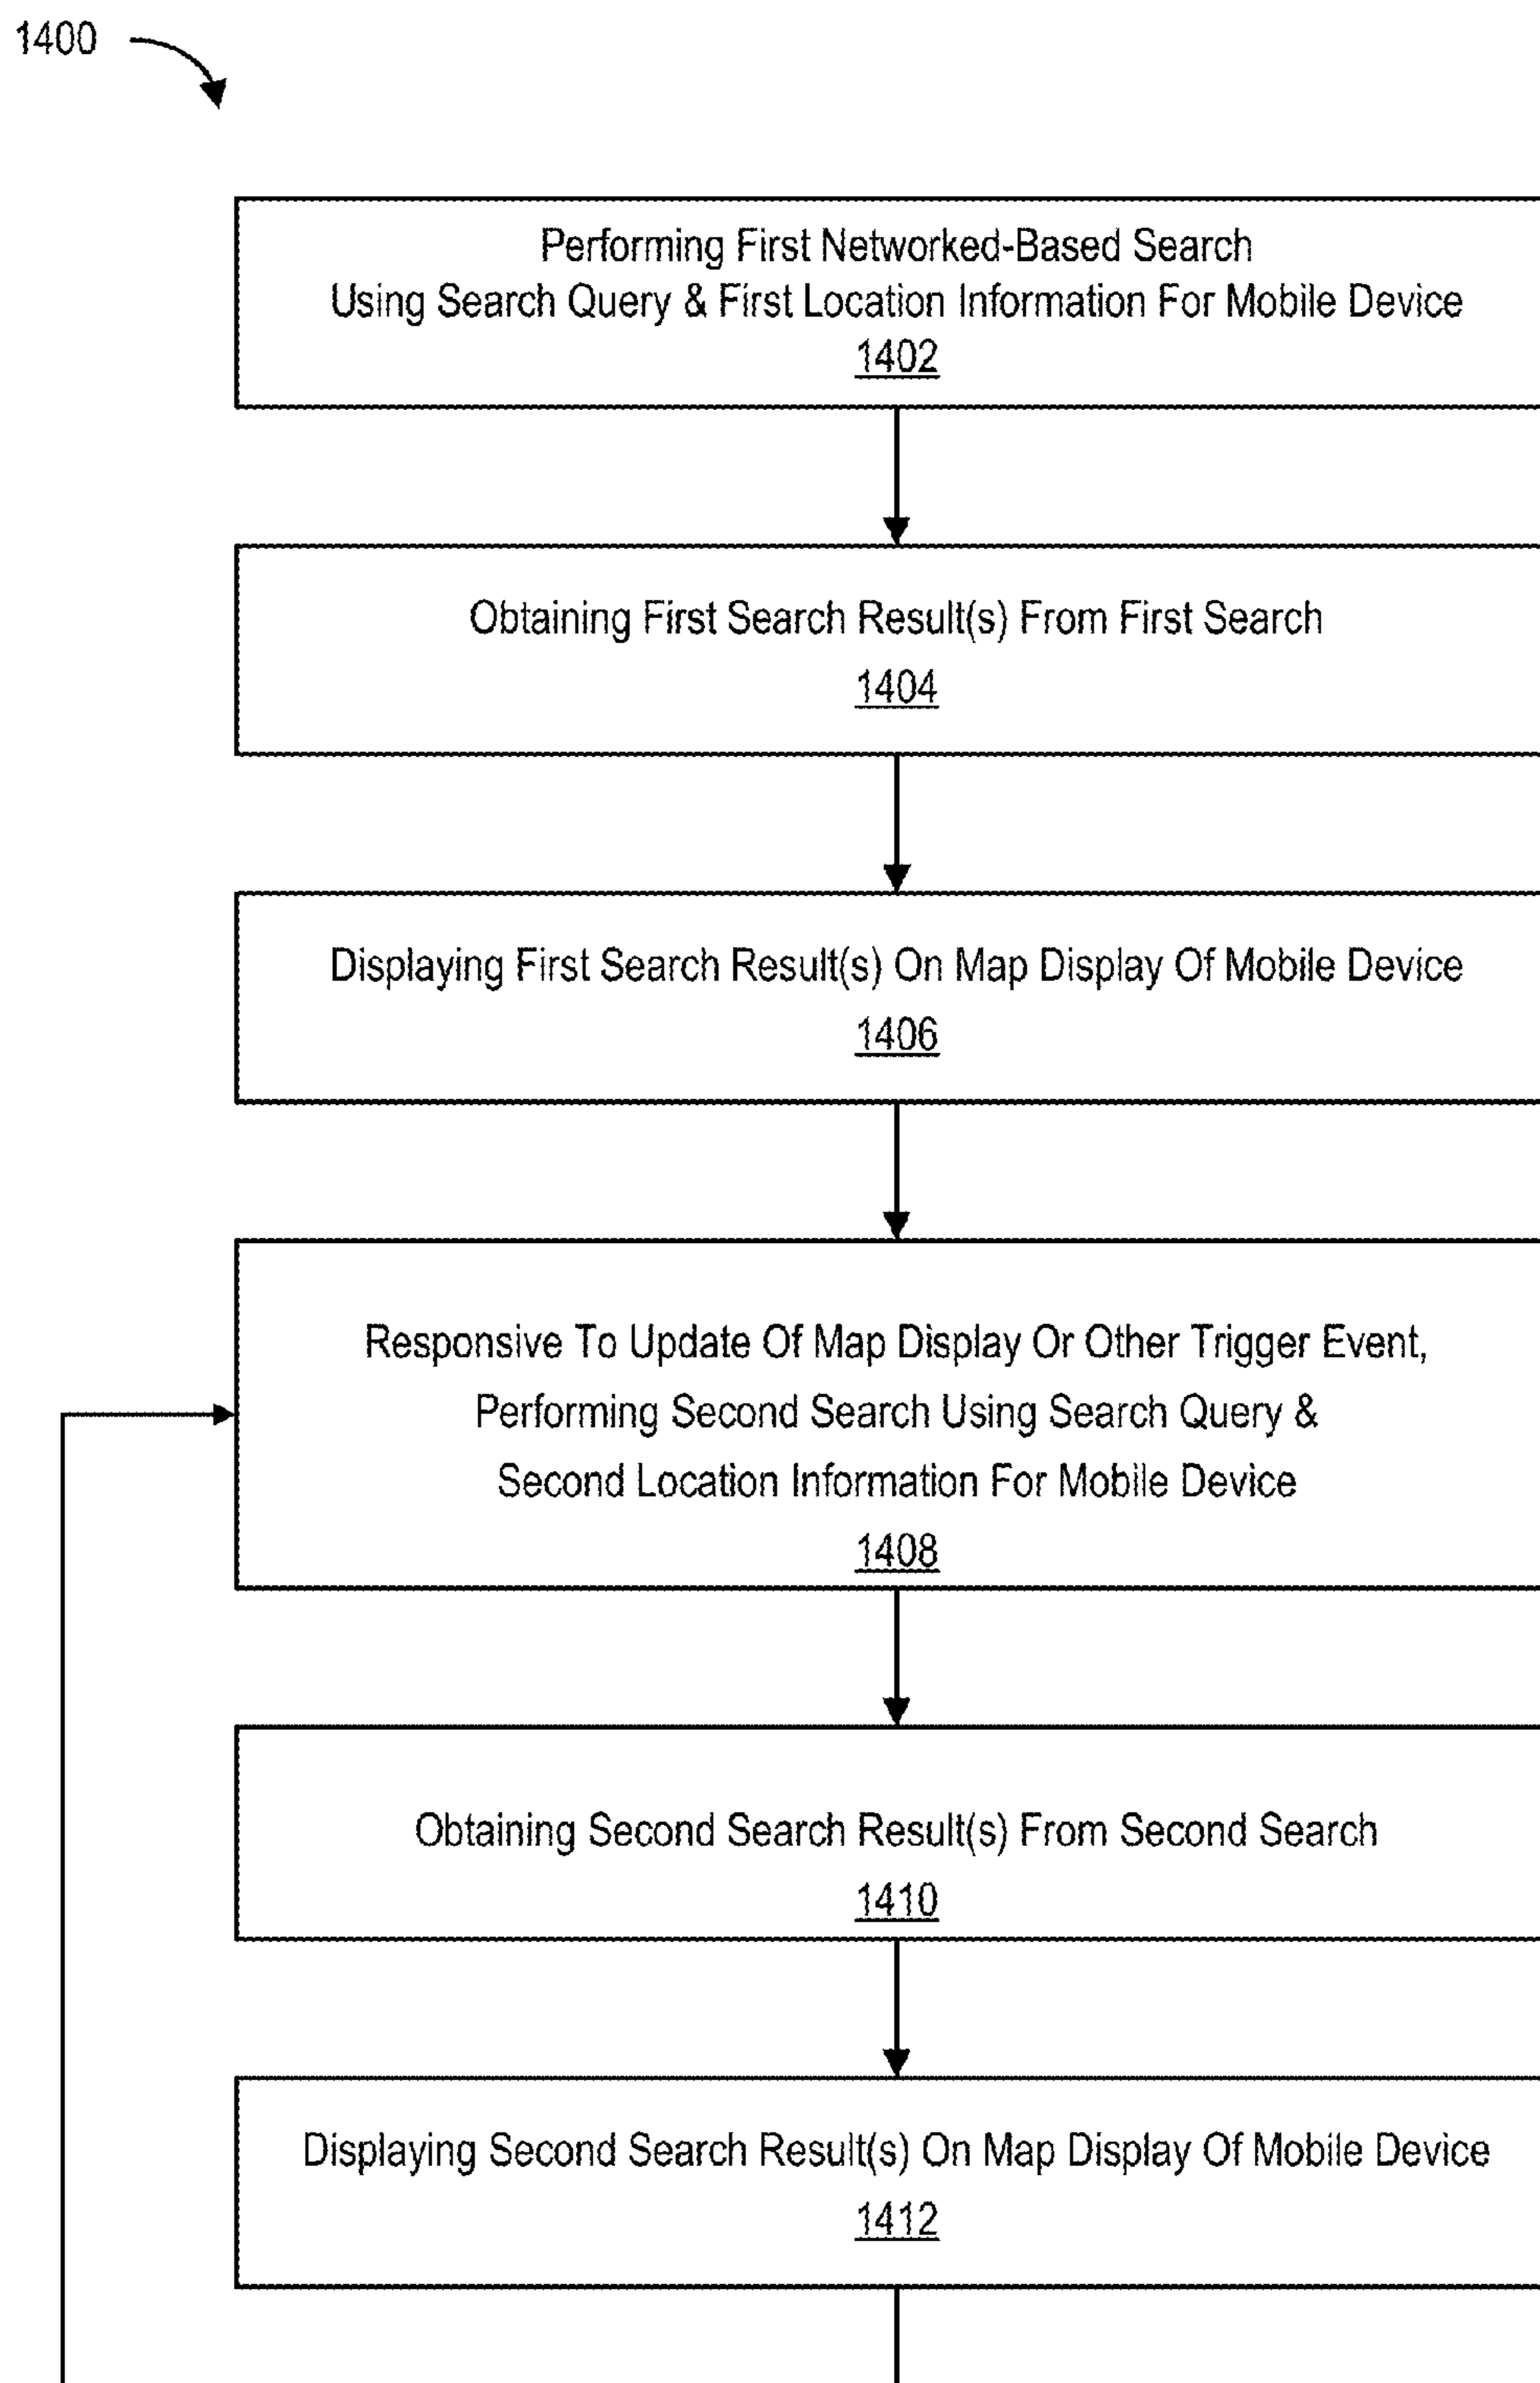 1400
Performing First Networked-Based Search
Using Search Query & First Location Information For Mobile Device
1402
Obtaining First Search Result(s) From First Search
1404
Displaying First Search Result(s) On Map Display Of Mobile Device
1406
Responsive To Update Of Map Display Or Other Trigger Event,
Performing Second Search Using Search Query &
Second Location Information For Mobile Device
1408
Obtaining Second Search Result(s) From Second Search
1410
Displaying Second Search Result(s) On Map Display Of Mobile Device
1412